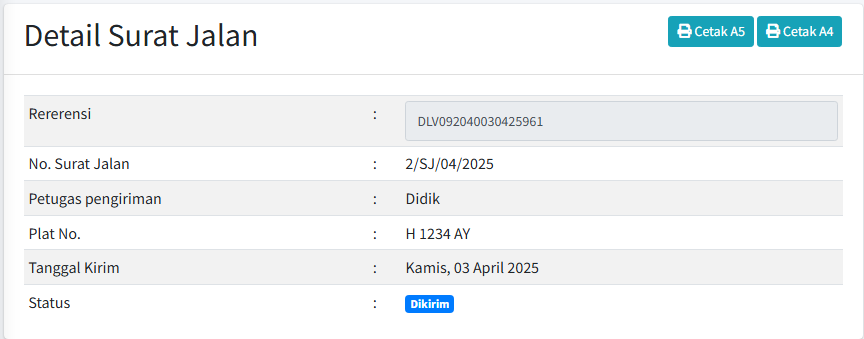 Detail Surat Jalan
Cetak A5
Cetak A4
Rererensi : DLV092040030425961
No. Surat Jalan : 2/SJ/04/2025
Petugas pengiriman : Didik
Plat No. : H 1234 AY
Tanggal Kirim : Kamis, 03 April 2025
Status : Dikirim